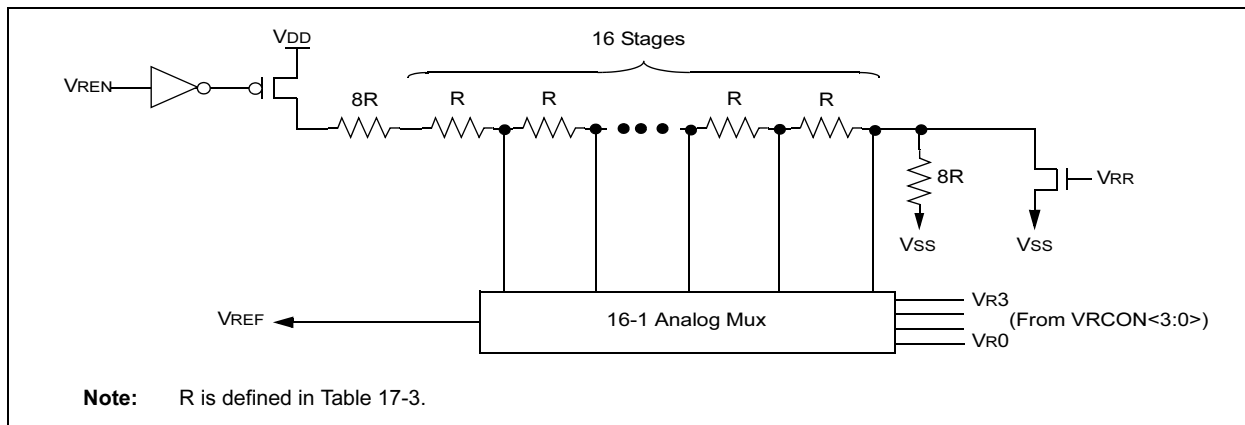 VDD
16 Stages
VREN
8R
R
R
R
R
8R
VRR
VSS
VSS
VREF
16-1 Analog Mux
VR3
(From VRCON<3:0>)
VR0
Note: R is defined in Table 17-3.